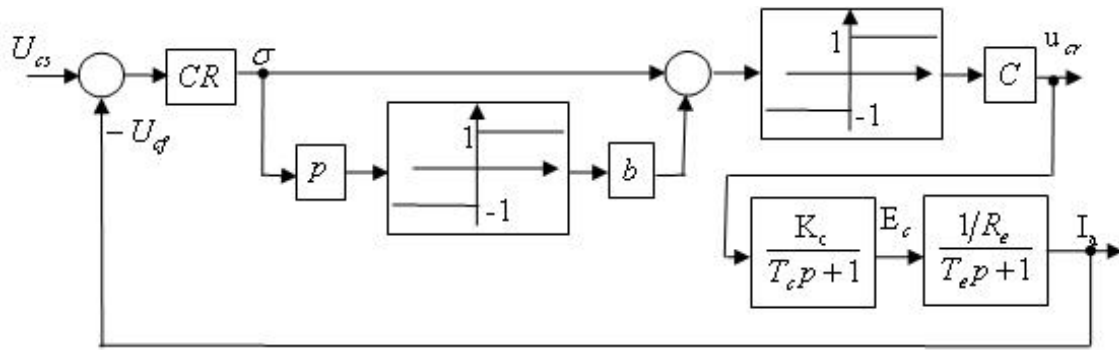 U_cs
CR
σ
1
-1
C
u_cr
- U_cf
p
1
-1
b
K_c
T_c p + 1
E_c
1/R_e
T_e p + 1
I_a